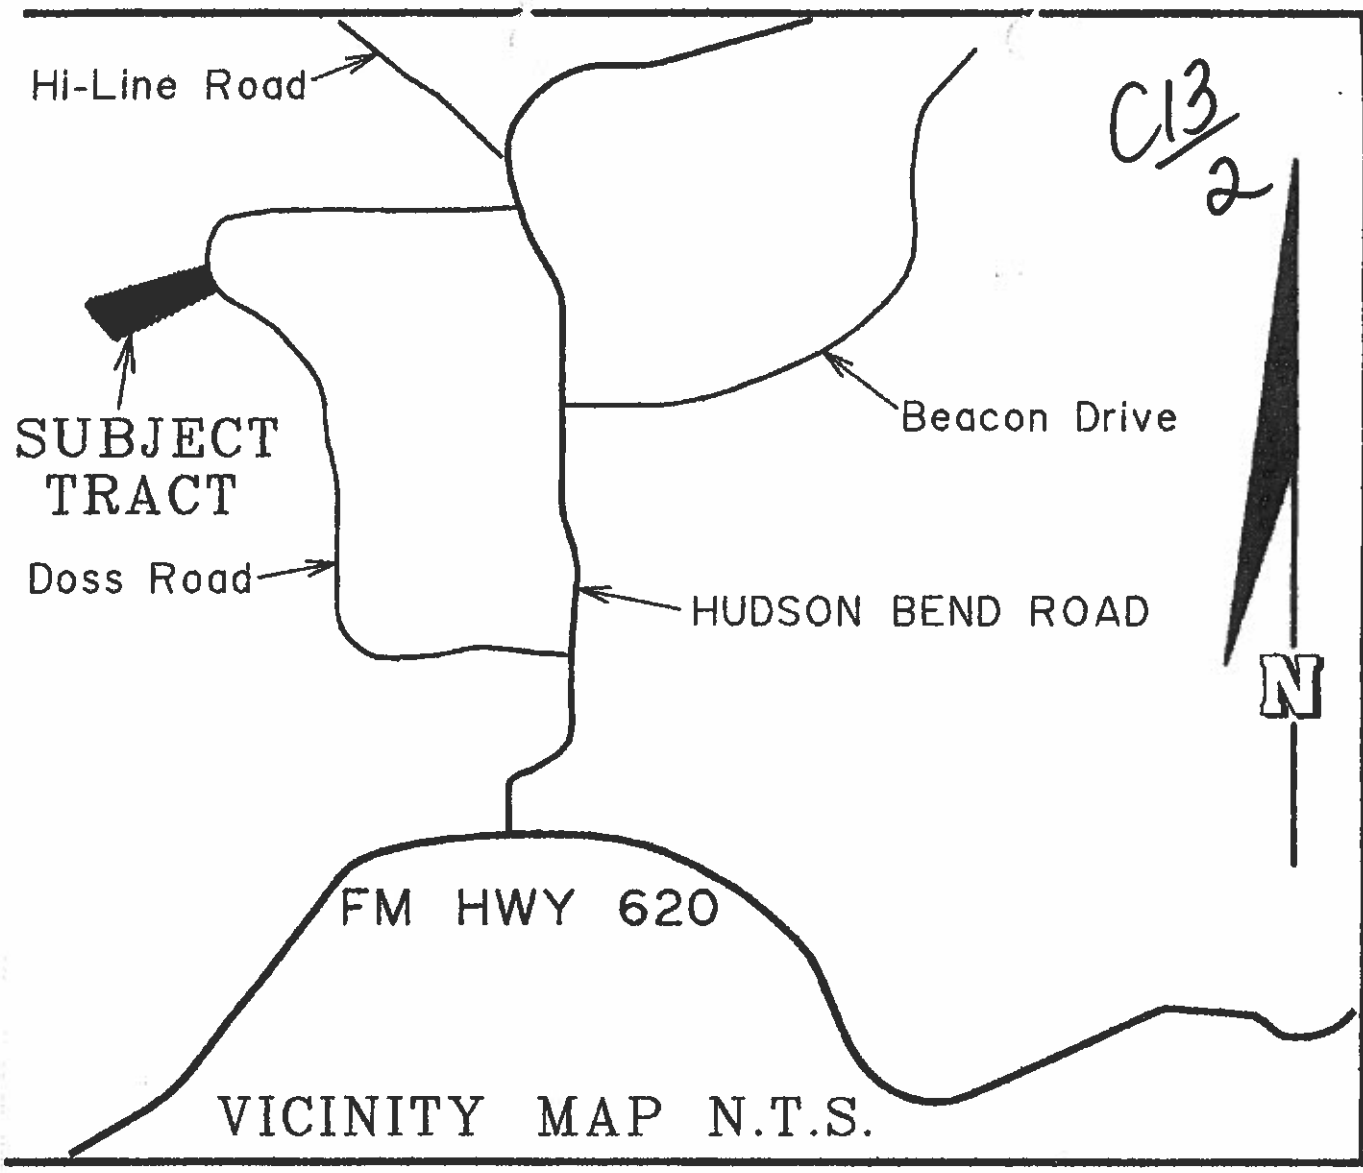 Hi-Line Road
C13/2
SUBJECT
TRACT
Beacon Drive
Doss Road
HUDSON BEND ROAD
N
FM HWY 620
VICINITY MAP N.T.S.